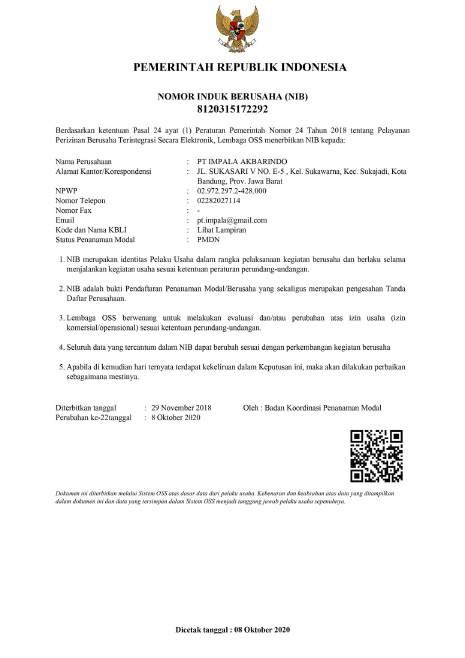 PEMERINTAH REPUBLIK INDONESIA
NOMOR INDUK BERUSAHA (NIB)
8120315172292
Berdasarkan ketentuan Pasal 24 ayat (1) Peraturan Pemerintah Nomor 24 Tahun 2018 tentang Pelayanan
Perizinan Berusaha Terintegrasi Secara Elektronik, Lembaga OSS menerbitkan NIB kepada:
Nama Perusahaan : PT IMPALA AKBARINDO
Alamat Kantor/Korespondensi : JL. SUKASARI V NO. E-5 , Kel. Sukawarna, Kec. Sukajadi, Kota
Bandung, Prov. Jawa Barat
NPWP : 02.972.297.2-428.000
Nomor Telepon : 02282027114
Nomor Fax : -
Email : pt.impala@gmail.com
Kode dan Nama KBLI : Lihat Lampiran
Status Penanaman Modal : PMDN
1. NIB merupakan identitas Pelaku Usaha dalam rangka pelaksanaan kegiatan berusaha dan berlaku selama
menjalankan kegiatan usaha sesuai ketentuan peraturan perundang-undangan.
2. NIB adalah bukti Pendaftaran Penanaman Modal/Berusaha yang sekaligus merupakan pengesahan Tanda
Daftar Perusahaan.
3. Lembaga OSS berwenang untuk melakukan evaluasi dan/atau perubahan atas izin usaha (izin
komersial/operasional) sesuai ketentuan perundang-undangan.
4. Seluruh data yang tercantum dalam NIB dapat berubah sesuai dengan perkembangan kegiatan berusaha
5. Apabila di kemudian hari ternyata terdapat kekeliruan dalam Keputusan ini, maka akan dilakukan perbaikan
sebagaimana mestinya.
Diterbitkan tanggal : 29 November 2018 Oleh : Badan Koordinasi Penanaman Modal
Perubahan ke-22tanggal : 8 Oktober 2020
Dokumen ini diterbitkan melalui Sistem OSS atas dasar data dari pelaku usaha. Kebenaran dan keabsahan atas data yang ditampilkan
dalam dokumen ini dan data yang tersimpan dalam Sistem OSS menjadi tanggung jawab pelaku usaha sepenuhnya.
Dicetak tanggal : 08 Oktober 2020